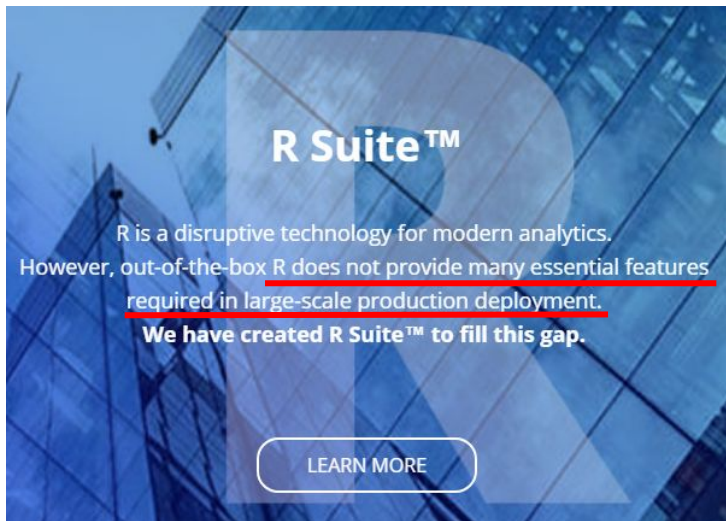 R
R Suite™
R is a disruptive technology for modern analytics.
However, out-of-the-box R does not provide many essential features
required in large-scale production deployment.
We have created R Suite™ to fill this gap.
LEARN MORE